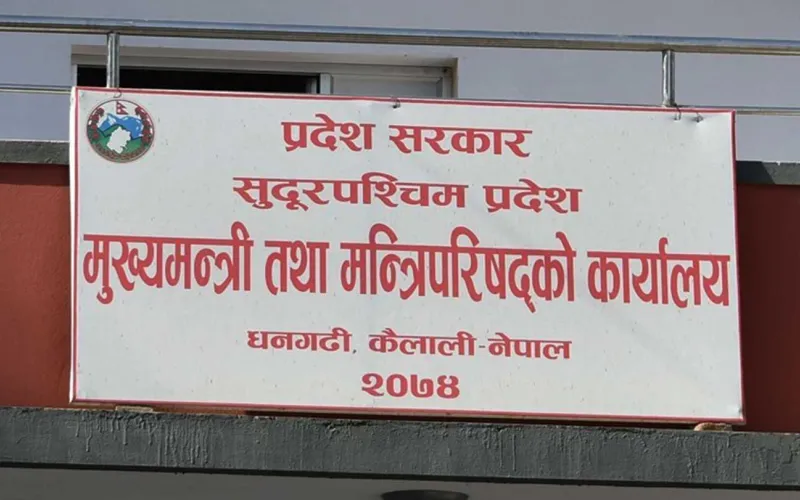 प्रदेश सरकार
सुदूरपश्चिम प्रदेश
मुख्यमन्त्री तथा मन्त्रिपरिषद्को कार्यालय
धनगढी, कैलाली-नेपाल
२०७४